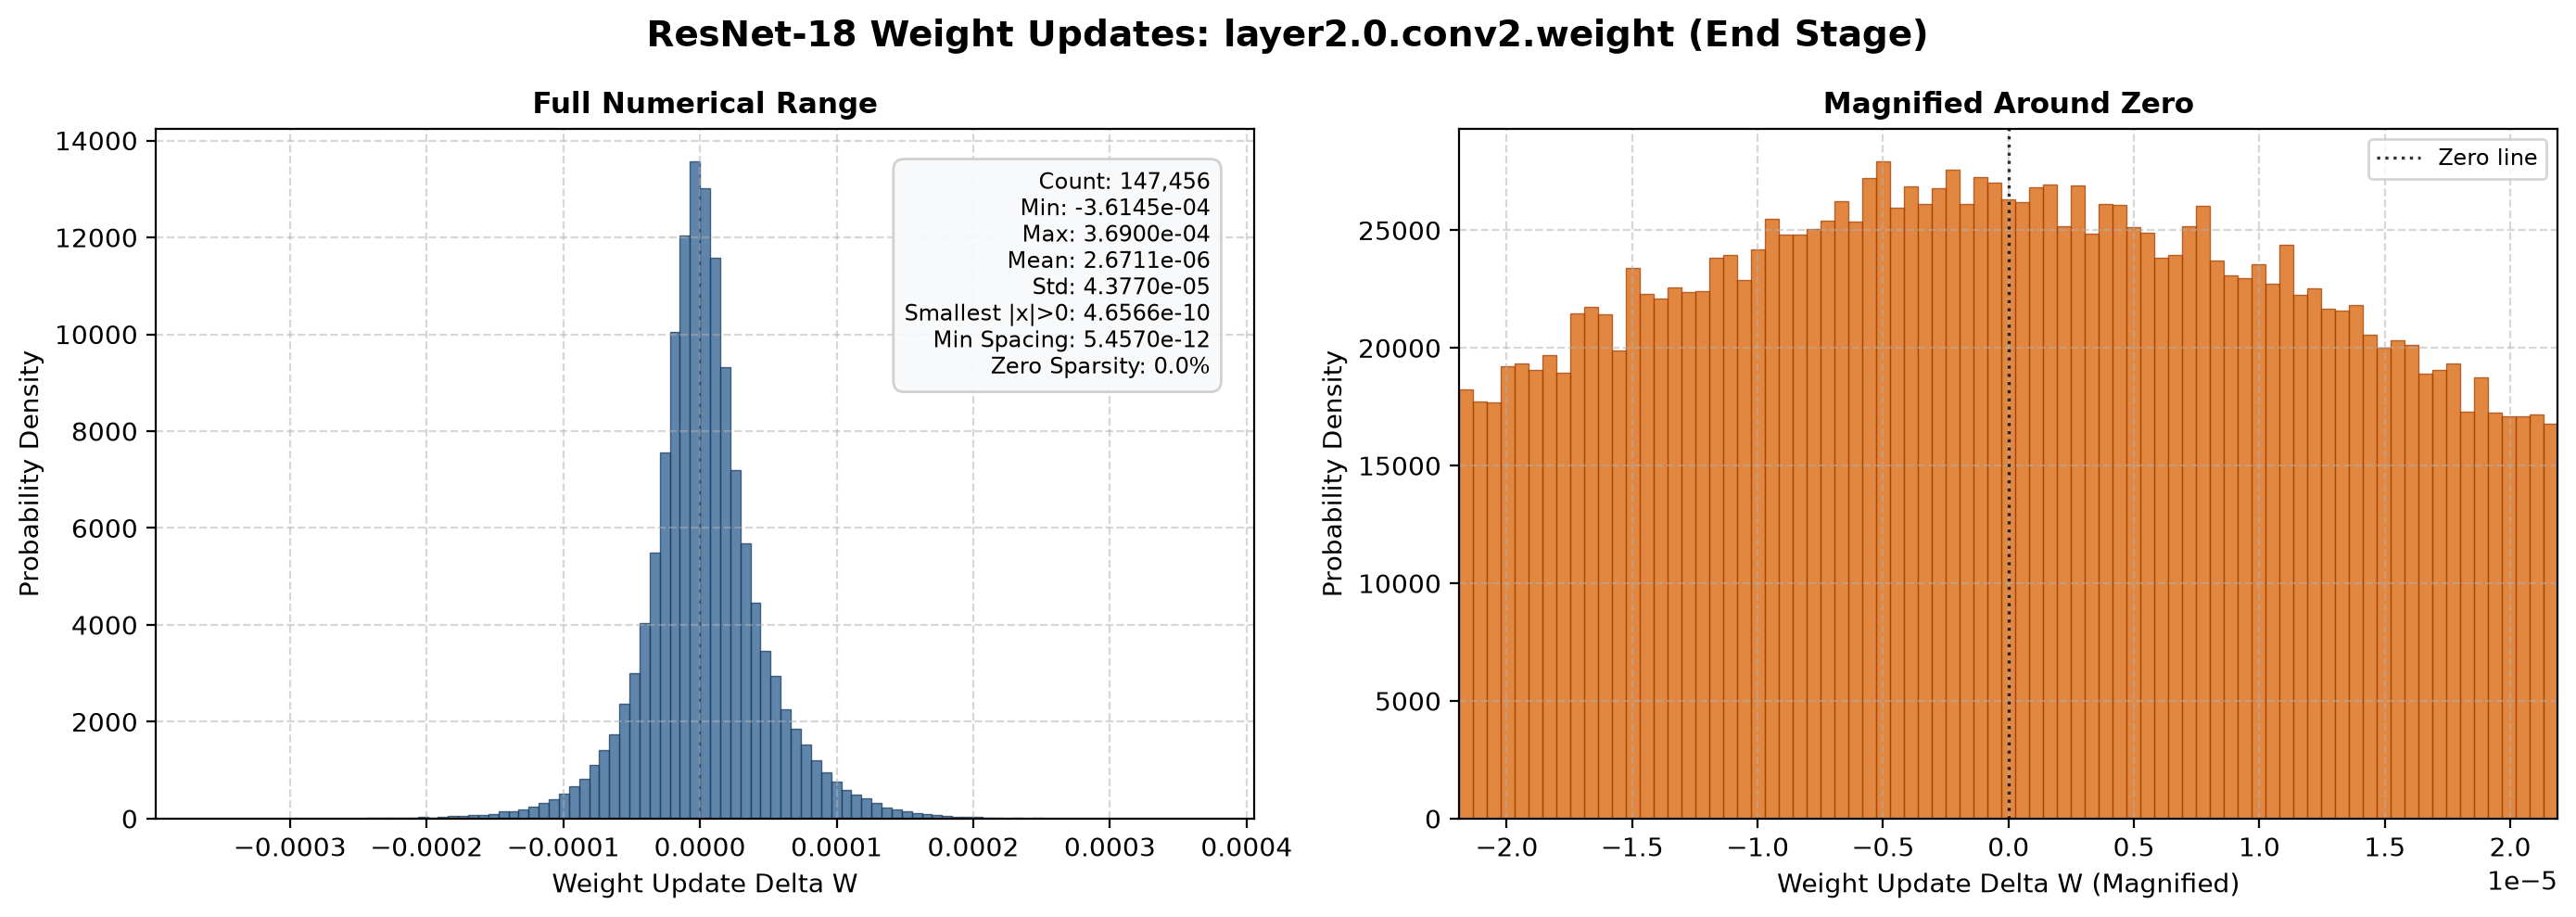 ResNet-18 Weight Updates: layer2.0.conv2.weight (End Stage)
Full Numerical Range
Probability Density
14000
12000
10000
8000
6000
4000
2000
0
Count: 147,456
Min: -3.6145e-04
Max: 3.6900e-04
Mean: 2.6711e-06
Std: 4.3770e-05
Smallest |x|>0: 4.6566e-10
Min Spacing: 5.4570e-12
Zero Sparsity: 0.0%
−0.0003 −0.0002 −0.0001 0.0000 0.0001 0.0002 0.0003 0.0004
Weight Update Delta W
Magnified Around Zero
Probability Density
25000
20000
15000
10000
5000
0
Zero line
−2.0 −1.5 −1.0 −0.5 0.0 0.5 1.0 1.5 2.0
1e−5
Weight Update Delta W (Magnified)